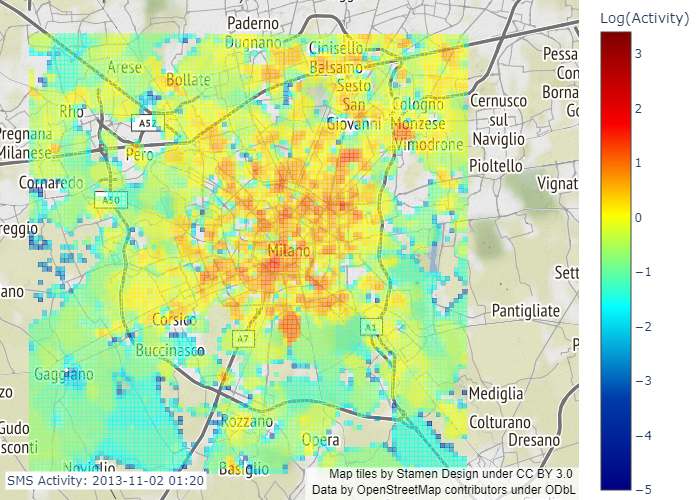 Paderno
Dugnano
Cinisello
Balsamo
Arese
Bollate
Sesto
San
Giovanni
Rho
A52
Cologno
Monzese
Vimodrone
Cernusco
sul
Naviglio
Pessa
Con
Borna
Go
Pregnana
Milanese
Pero
Pioltello
Cornaredo
A50
Vignat
reggio
Milano
Sett
ano
Corsico
Pantigliate
A7
A1
Buccinasco
P
Gaggiano
zo
Mediglia
Gudo
sconti
Rozzano
Opera
Colturano
Dresano
Noviglio
Basiglio
SMS Activity: 2013-11-02 01:20
Map tiles by Stamen Design under CC BY 3.0
Data by OpenStreetMap contributors under ODbL
Log(Activity)
3
2
1
0
−1
−2
−3
−4
−5